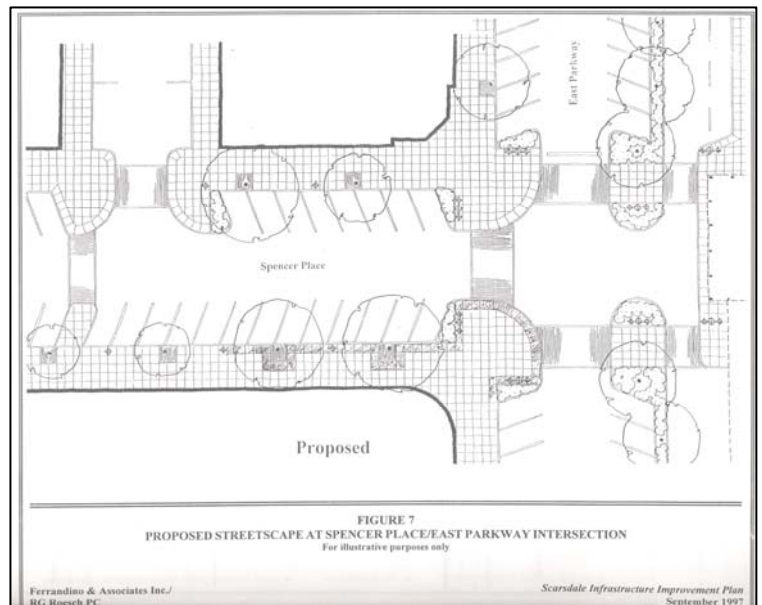 East Parkway
Spencer Place
Proposed
FIGURE 7
PROPOSED STREETSCAPE AT SPENCER PLACE/EAST PARKWAY INTERSECTION
For illustrative purposes only
Ferrandino & Associates Inc./
RG Roesch PC
Scarsdale Infrastructure Improvement Plan
September 1997